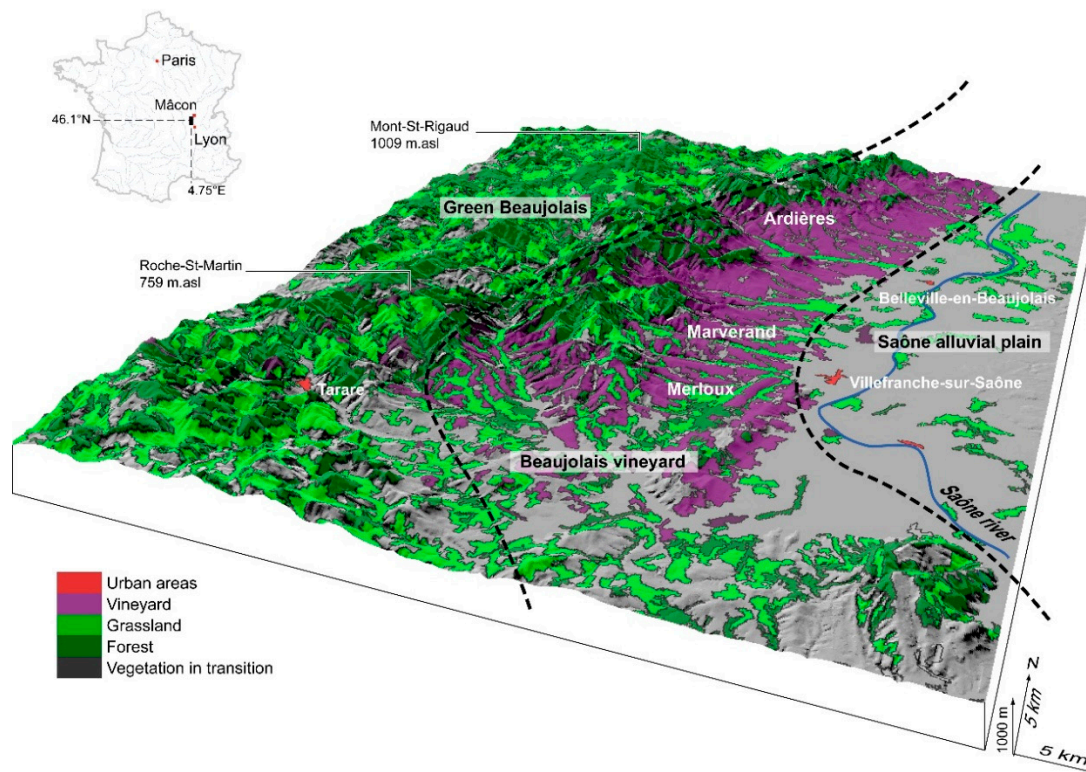 Paris
Mâcon
46.1°N
Lyon
4.75°E
Mont-St-Rigaud
1009 m.asl
Green Beaujolais
Ardières
Roche-St-Martin
759 m.asl
Belleville-en-Beaujolais
Marverand
Saône alluvial plain
Tarare
Merloux
Villefranche-sur-Saône
Beaujolais vineyard
Saône river
Urban areas
Vineyard
Grassland
Forest
Vegetation in transition
N
1000 m
5 km
5 km